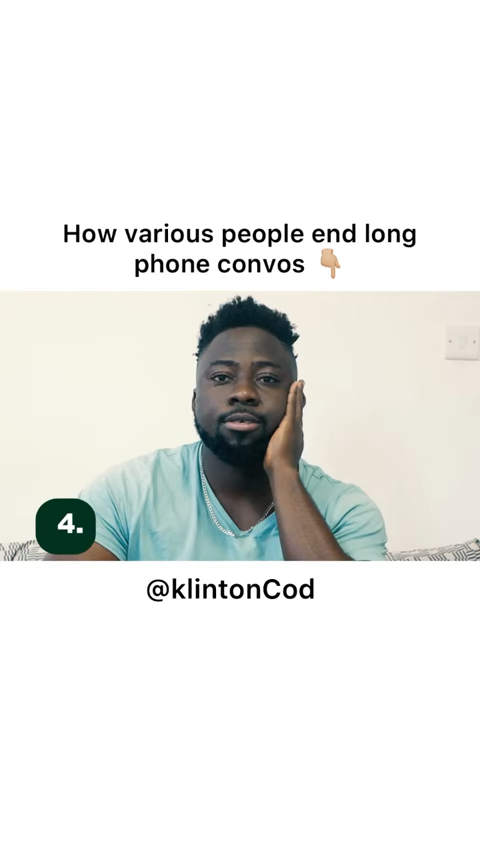 How various people end long
phone convos 👇🏼
4.
@klintonCod